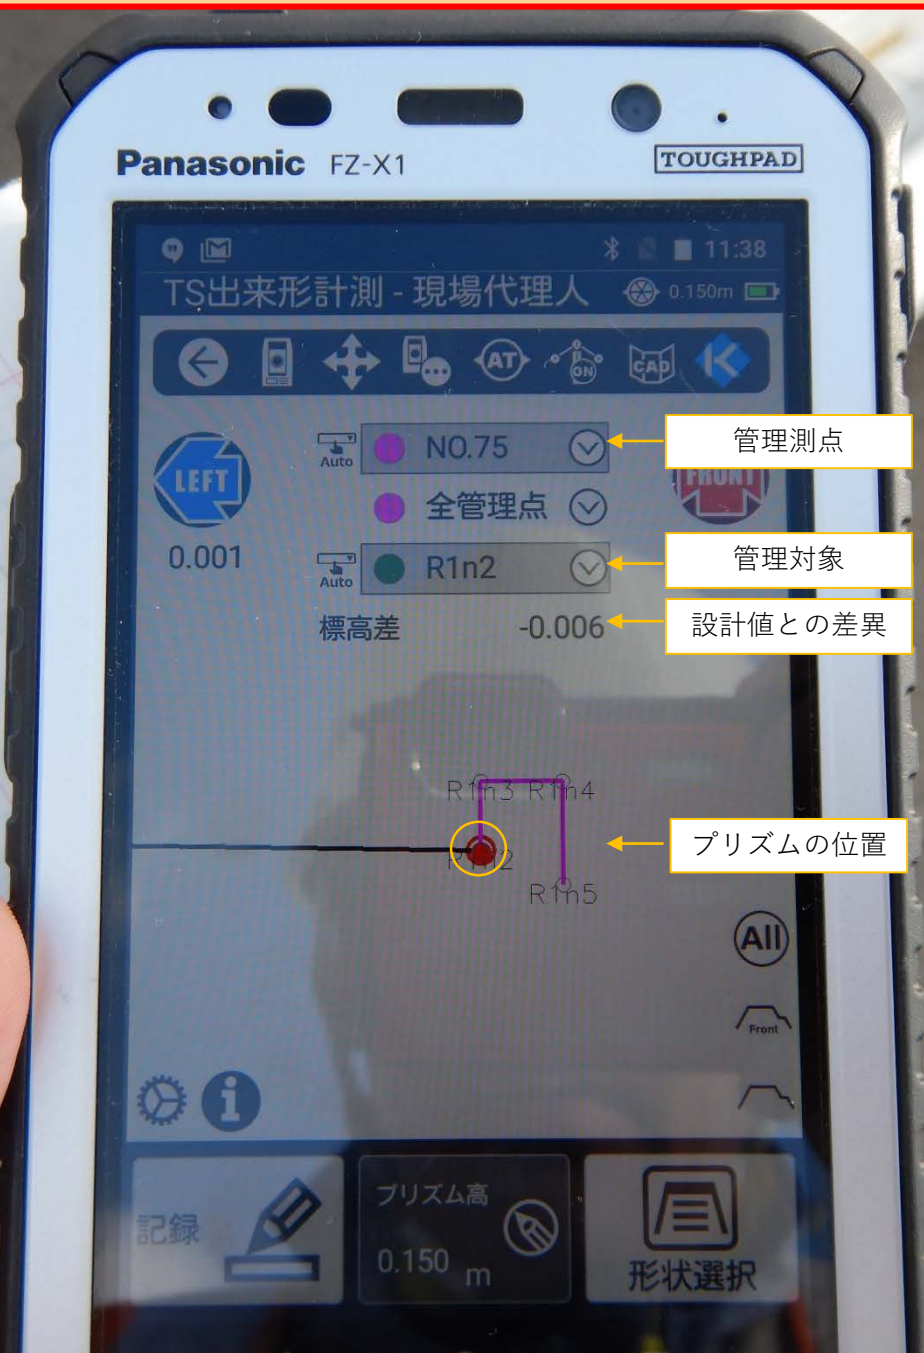 Panasonic FZ-X1
TOUGHPAD
11:38
TS出来形計測 - 現場代理人
0.150m
AT
ON
CAD
LEFT
Auto
NO.75
管理測点
FRONT
全管理点
0.001
Auto
R1n2
管理対象
標高差
-0.006
設計値との差異
R1n3 R1n4
R1n2
プリズムの位置
R1n5
All
Front
記録
プリズム高
0.150 m
形状選択